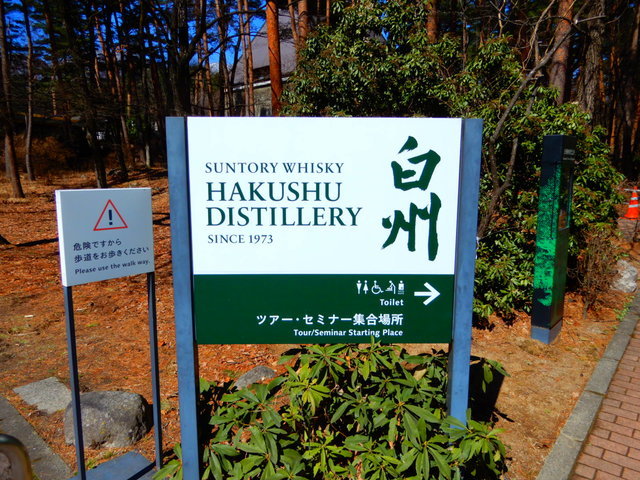 危険ですから
歩道をお歩きください
Please use the walk way.
SUNTORY WHISKY
HAKUSHU
DISTILLERY
SINCE 1973
白州
Toilet
ツアー・セミナー集合場所
Tour/Seminar Starting Place